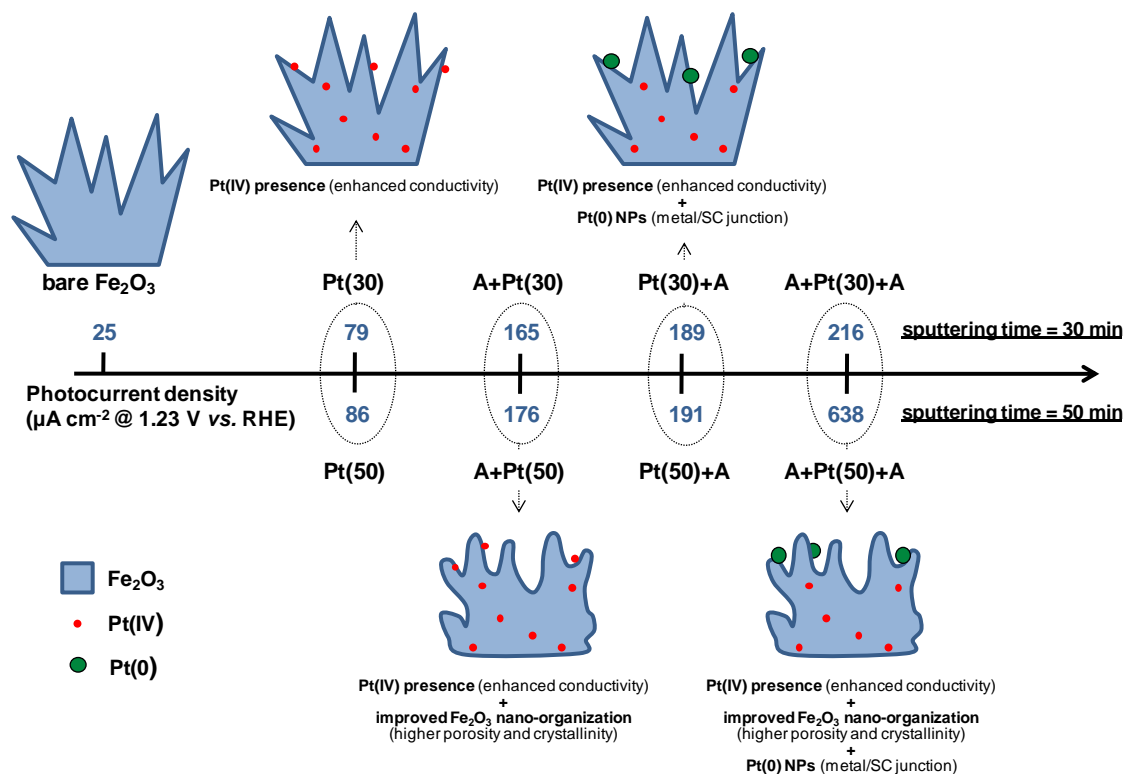 Pt(IV) presence (enhanced conductivity)
Pt(IV) presence (enhanced conductivity)
+
Pt(0) NPs (metal/SC junction)
bare Fe₂O₃
Pt(30)
A+Pt(30)
Pt(30)+A
A+Pt(30)+A
25
79
165
189
216
sputtering time = 30 min
Photocurrent density
(µA cm⁻² @ 1.23 V vs. RHE)
86
176
191
638
sputtering time = 50 min
Pt(50)
A+Pt(50)
Pt(50)+A
A+Pt(50)+A
Fe₂O₃
Pt(IV)
Pt(0)
Pt(IV) presence (enhanced conductivity)
+
improved Fe₂O₃ nano-organization
(higher porosity and crystallinity)
Pt(IV) presence (enhanced conductivity)
+
improved Fe₂O₃ nano-organization
(higher porosity and crystallinity)
+
Pt(0) NPs (metal/SC junction)